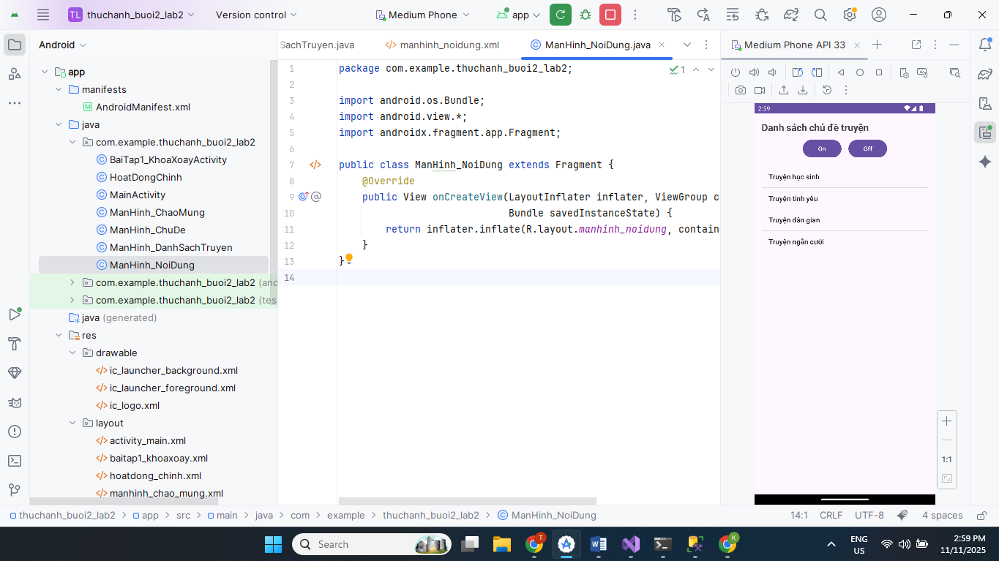 TL thuchanh_buoi2_lab2 Version control Medium Phone app
Android
app
manifests
AndroidManifest.xml
java
com.example.thuchanh_buoi2_lab2
BaiTap1_KhoaXoayActivity
HoatDongChinh
MainActivity
ManHinh_ChaoMung
ManHinh_ChuDe
ManHinh_DanhSachTruyen
ManHinh_NoiDung
com.example.thuchanh_buoi2_lab2 (and
com.example.thuchanh_buoi2_lab2 (test
java (generated)
res
drawable
ic_launcher_background.xml
ic_launcher_foreground.xml
ic_logo.xml
layout
activity_main.xml
baitap1_khoaxoay.xml
hoatdong_chinh.xml
manhinh_chao_mung.xml
SachTruyen.java manhinh_noidung.xml ManHinh_NoiDung.java
1 package com.example.thuchanh_buoi2_lab2;
1
2
3 import android.os.Bundle;
4 import android.view.*;
5 import androidx.fragment.app.Fragment;
6
7 public class ManHinh_NoiDung extends Fragment {
8 @Override
9 public View onCreateView(LayoutInflater inflater, ViewGroup c
10 Bundle savedInstanceState) {
11 return inflater.inflate(R.layout.manhinh_noidung, contain
12 }
13 }
14
Medium Phone API 33
2:59
Danh sách chủ đề truyện
On Off
Truyện học sinh
Truyện tình yêu
Truyện dân gian
Truyện ngắn cười
1:1
thuchanh_buoi2_lab2 > app > src > main > java > com > example > thuchanh_buoi2_lab2 > ManHinh_NoiDung
14:1 CRLF UTF-8 4 spaces
Search
T
K
ENG
US
2:59 PM
11/11/2025